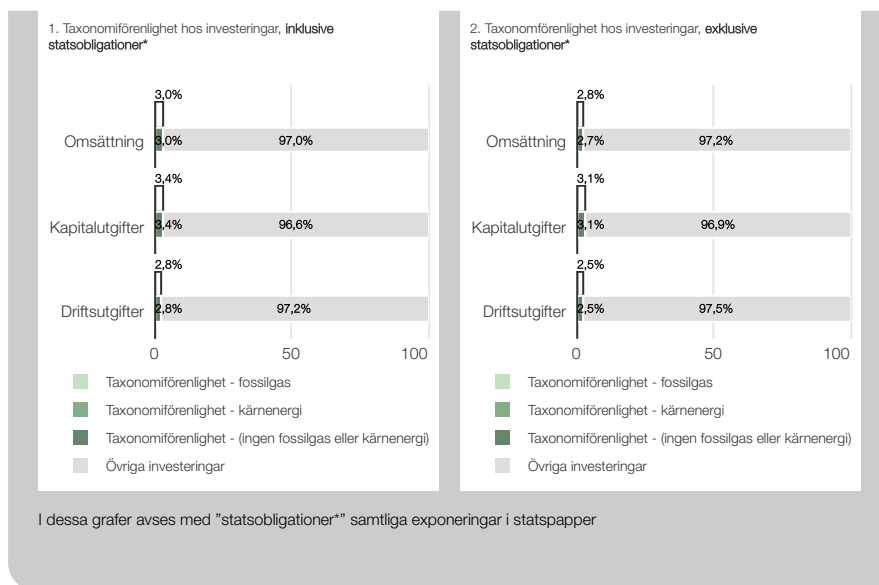 1. Taxonomiförenlighet hos investeringar, inklusive
statsobligationer*
3,0%
Omsättning 3,0% 97,0%
3,4%
Kapitalutgifter 3,4% 96,6%
2,8%
Driftsutgifter 2,8% 97,2%
0 50 100
Taxonomiförenlighet - fossilgas
Taxonomiförenlighet - kärnenergi
Taxonomiförenlighet - (ingen fossilgas eller kärnenergi)
Övriga investeringar
2. Taxonomförenlighet hos investeringar, exklusive
statsobligationer*
2,8%
Omsättning 2,7% 97,2%
3,1%
Kapitalutgifter 3,1% 96,9%
2,5%
Driftsutgifter 2,5% 97,5%
0 50 100
Taxonomiförenlighet - fossilgas
Taxonomiförenlighet - kärnenergi
Taxonomiförenlighet - (ingen fossilgas eller kärnenergi)
Övriga investeringar
I dessa grafer avses med ”statsobligationer*” samtliga exponeringar i statspapper